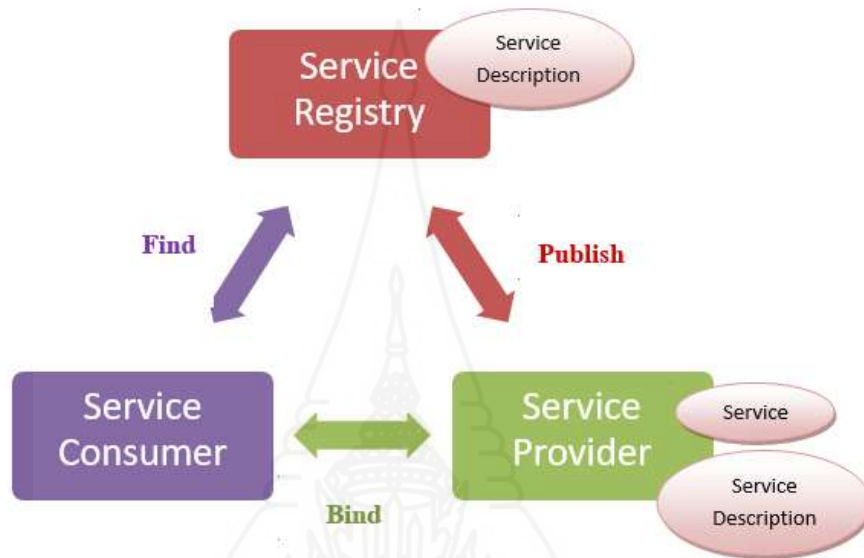 Service
Registry
Service
Description
Find
Publish
Service
Consumer
Bind
Service
Provider
Service
Service
Description